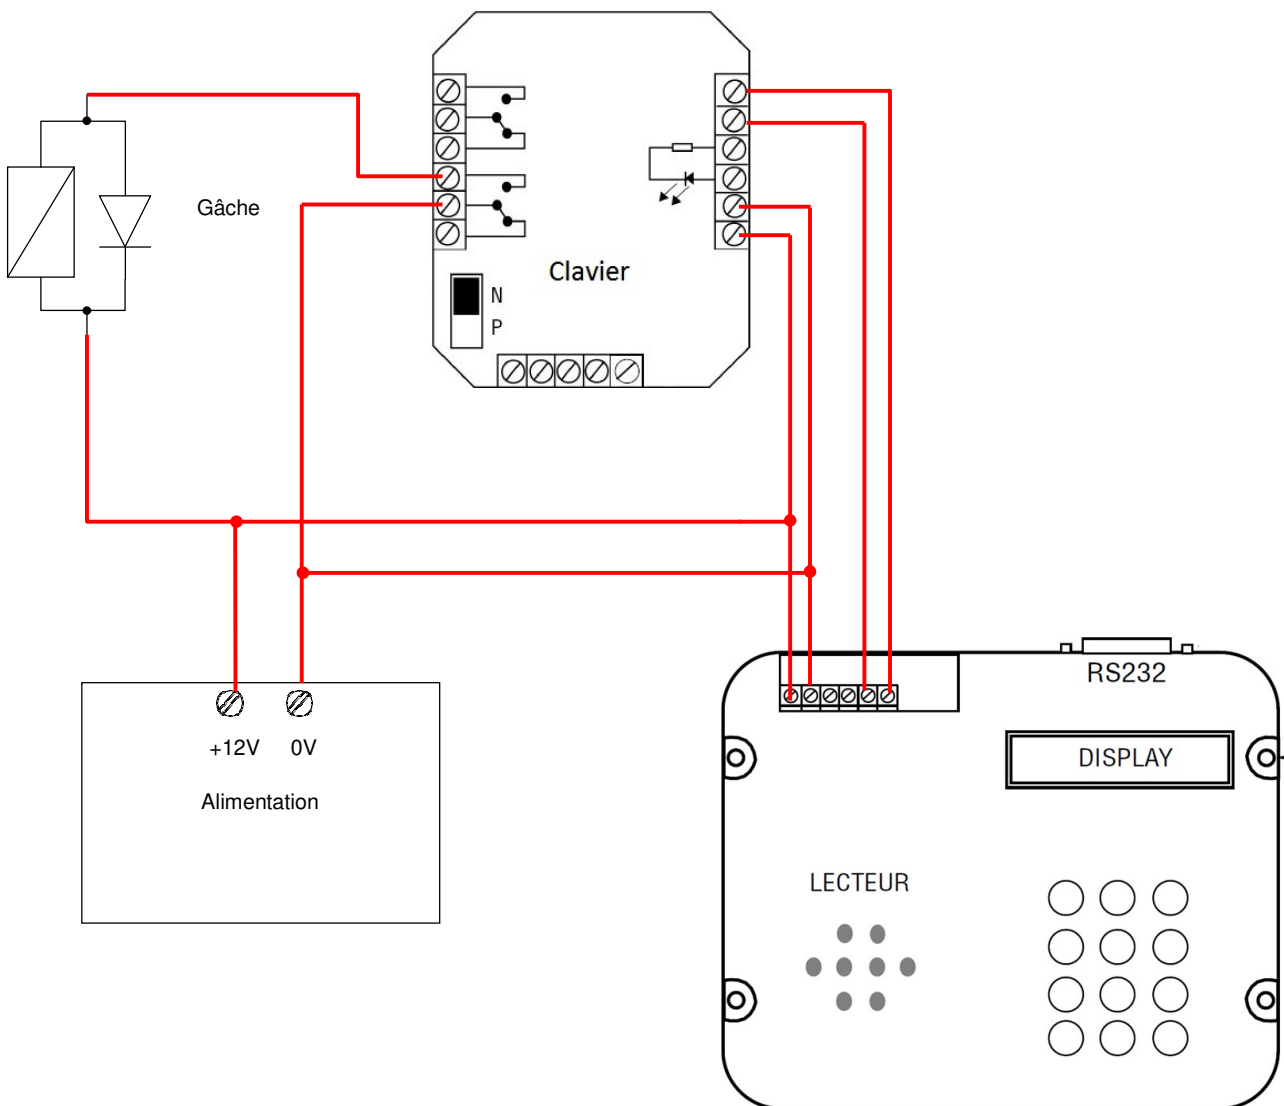 Gâche
Clavier
N
P
+12V 0V
Alimentation
RS232
DISPLAY
LECTEUR